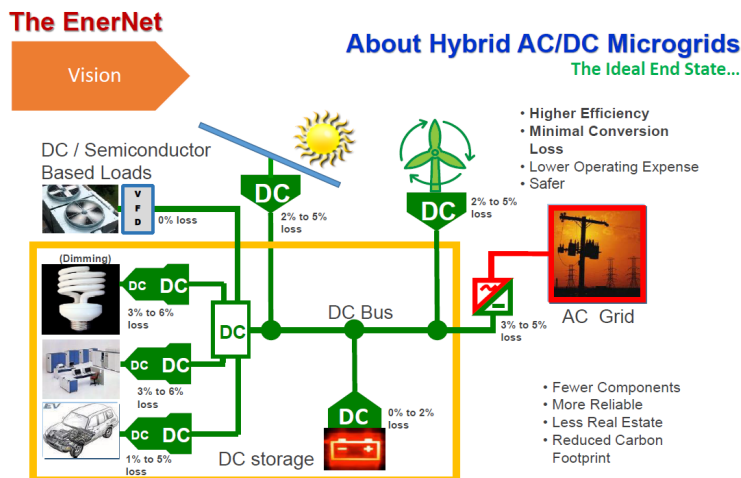 The EnerNet
Vision
About Hybrid AC/DC Microgrids
The Ideal End State...
• Higher Efficiency
• Minimal Conversion
Loss
• Lower Operating Expense
• Safer
DC / Semiconductor
Based Loads
V
F
D
0% loss
DC
2% to 5%
loss
DC
2% to 5%
loss
(Dimming)
DC DC
3% to 6%
loss
DC DC
3% to 6%
loss
EV
DC DC
1% to 5%
loss
DC
DC Bus
3% to 5%
loss
AC Grid
DC
0% to 2%
loss
DC storage
• Fewer Components
• More Reliable
• Less Real Estate
• Reduced Carbon
Footprint